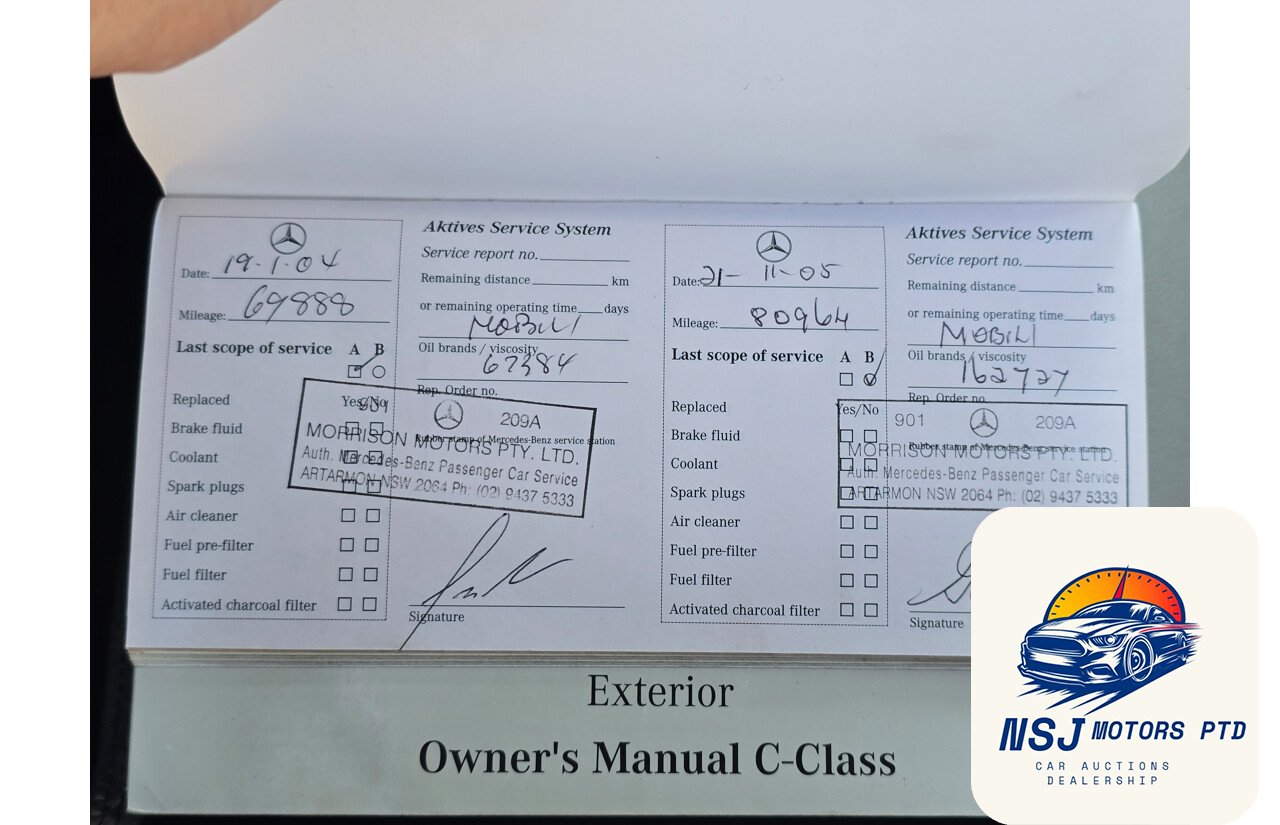 Date: 19-1-04
Mileage: 69888
Last scope of service A B
Replaced Yes/No
Brake fluid
Coolant
Spark plugs
Air cleaner
Fuel pre-filter
Fuel filter
Activated charcoal filter
Aktives Service System
Service report no.
Remaining distance km
or remaining operating time days
MOBIL 1
Oil brands / viscosity
67384
Rep. Order no.
901 209A
Rubber stamp of Mercedes-Benz service station
MORRISON MOTORS PTY. LTD.
Auth. Mercedes-Benz Passenger Car Service
ARTARMON NSW 2064 Ph: (02) 9437 5333
Signature
Date: 21-11-05
Mileage: 80964
Last scope of service A B
Replaced Yes/No
Brake fluid
Coolant
Spark plugs
Air cleaner
Fuel pre-filter
Fuel filter
Activated charcoal filter
Aktives Service System
Service report no.
Remaining distance km
or remaining operating time days
MOBIL 1
Oil brands / viscosity
162727
Rep. Order no.
901 209A
Rubber stamp of Mercedes-Benz service station
MORRISON MOTORS PTY. LTD.
Auth. Mercedes-Benz Passenger Car Service
ARTARMON NSW 2064 Ph: (02) 9437 5333
Signature
Exterior
Owner's Manual C-Class
NSJ MOTORS PTD
CAR AUCTIONS
DEALERSHIP